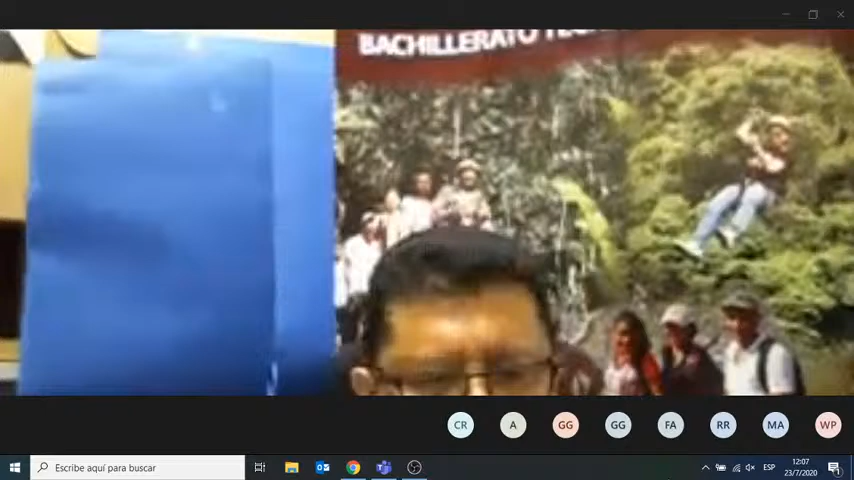 BACHILLERATO
CR A GG GG FA RR MA WP
Escribe aquí para buscar
ESP
12:07
23/7/2020